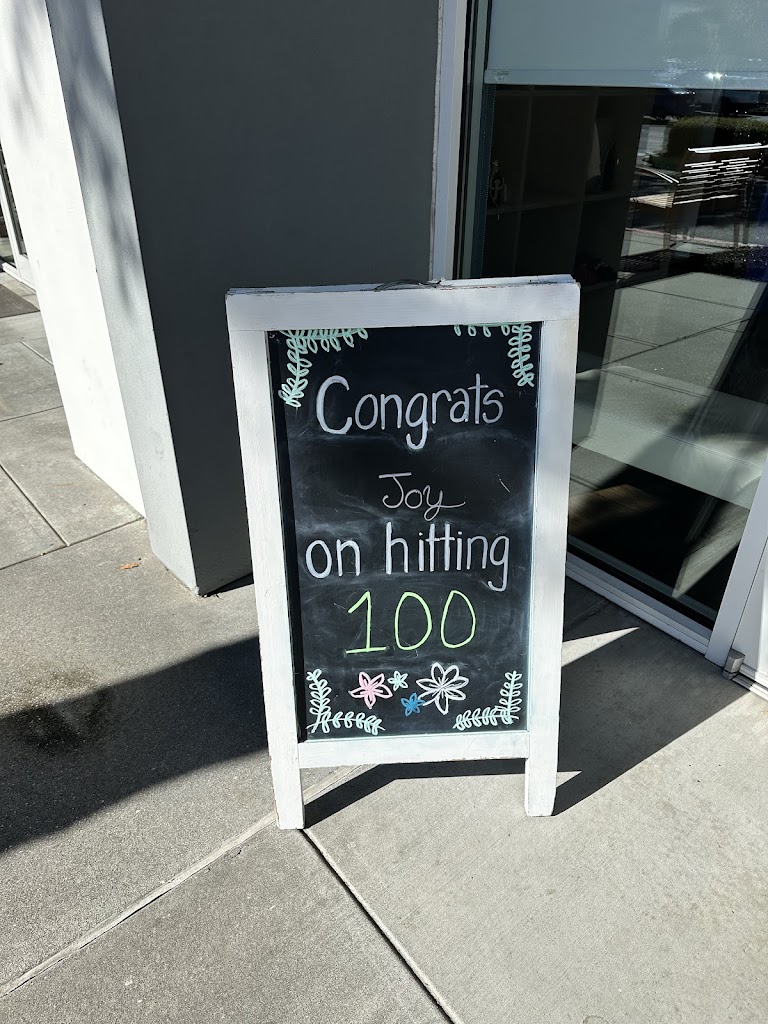 Congrats
Joy
on hitting
100